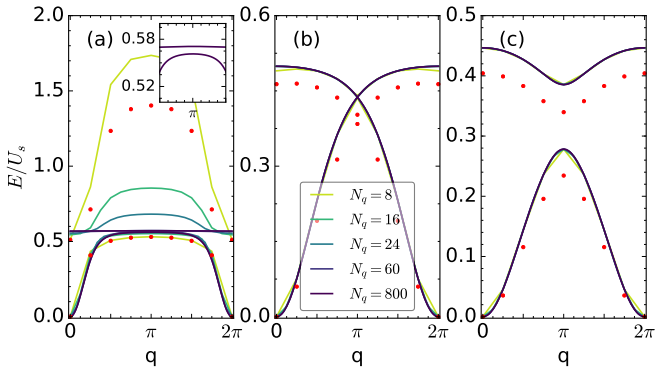 (a)
2.0
1.5
1.0
0.5
0.0
E/U_s
0.58
0.52
π
0 π 2π
q
(b)
0.6
0.3
0.0
N_q = 8
N_q = 16
N_q = 24
N_q = 60
N_q = 800
0 π 2π
q
(c)
0.5
0.4
0.3
0.2
0.1
0.0
0 π 2π
q